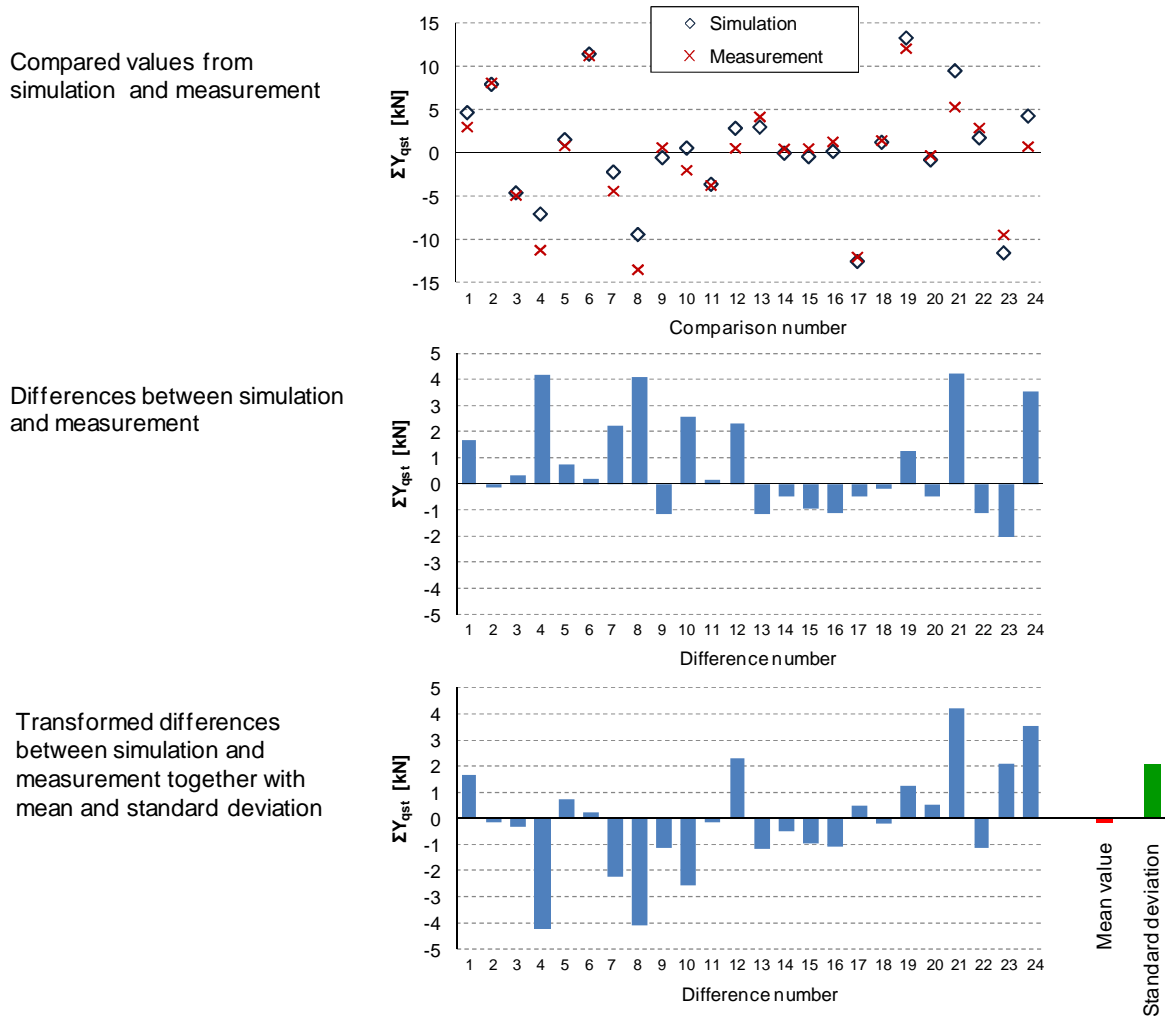 Compared values from
simulation and measurement
ΣY_qst [kN]
15
10
5
0
-5
-10
-15
Simulation
Measurement
1 2 3 4 5 6 7 8 9 10 11 12 13 14 15 16 17 18 19 20 21 22 23 24
Comparison number
Differences between simulation
and measurement
ΣY_qst [kN]
5
4
3
2
1
0
-1
-2
-3
-4
-5
1 2 3 4 5 6 7 8 9 10 11 12 13 14 15 16 17 18 19 20 21 22 23 24
Difference number
Transformed differences
between simulation and
measurement together with
mean and standard deviation
ΣY_qst [kN]
5
4
3
2
1
0
-1
-2
-3
-4
-5
1 2 3 4 5 6 7 8 9 10 11 12 13 14 15 16 17 18 19 20 21 22 23 24
Difference number
Mean value
Standard deviation